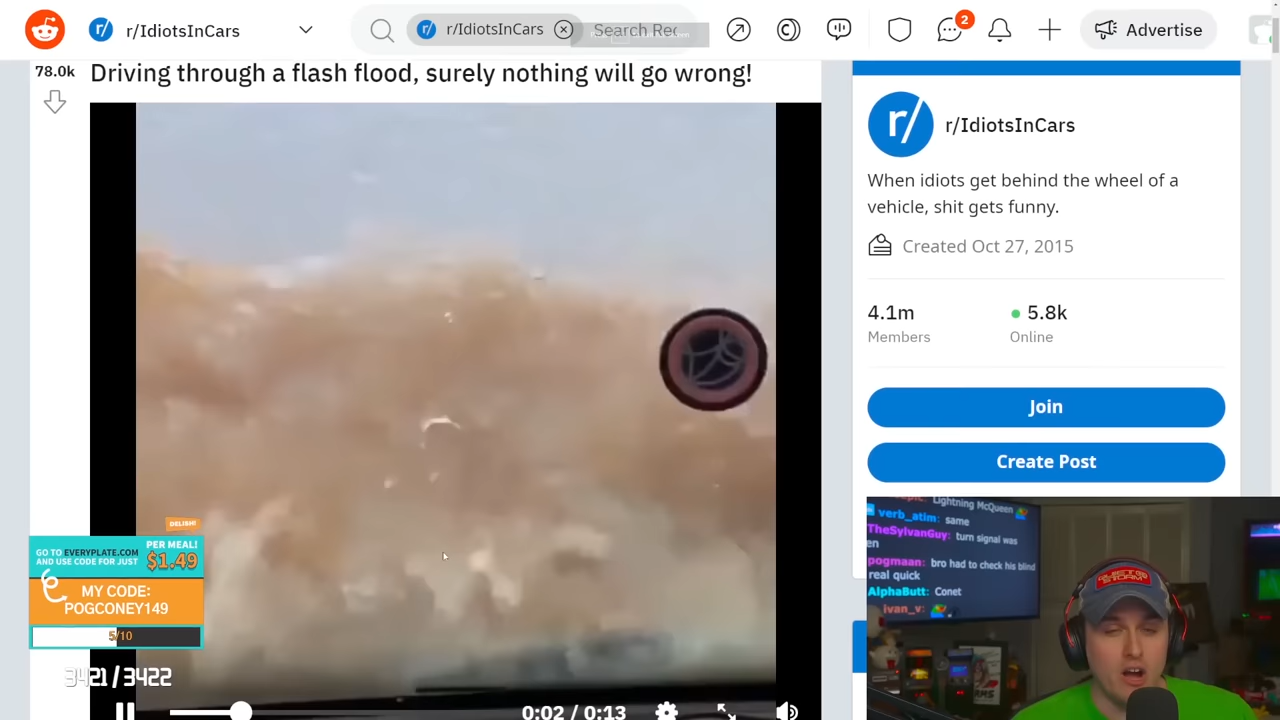 r/IdiotsInCars
r/IdiotsInCars
2
Advertise
78.0k
Driving through a flash flood, surely nothing will go wrong!
r/
r/IdiotsInCars
When idiots get behind the wheel of a
vehicle, shit gets funny.
Created Oct 27, 2015
4.1m
5.8k
Members
Online
Join
Create Post
Lightning McQueen
verb_atim: same
TheSylvanGuy: turn signal was
en
pogmaan: bro had to check his blind
real quick
AlphaButt: Conet
ivan_v:
DELISH!
GO TO EVERYPLATE.COM
AND USE CODE FOR JUST
PER MEAL!
$1.49
MY CODE:
POGCONEY149
5/10
3421 / 3422
0:02 / 0:13